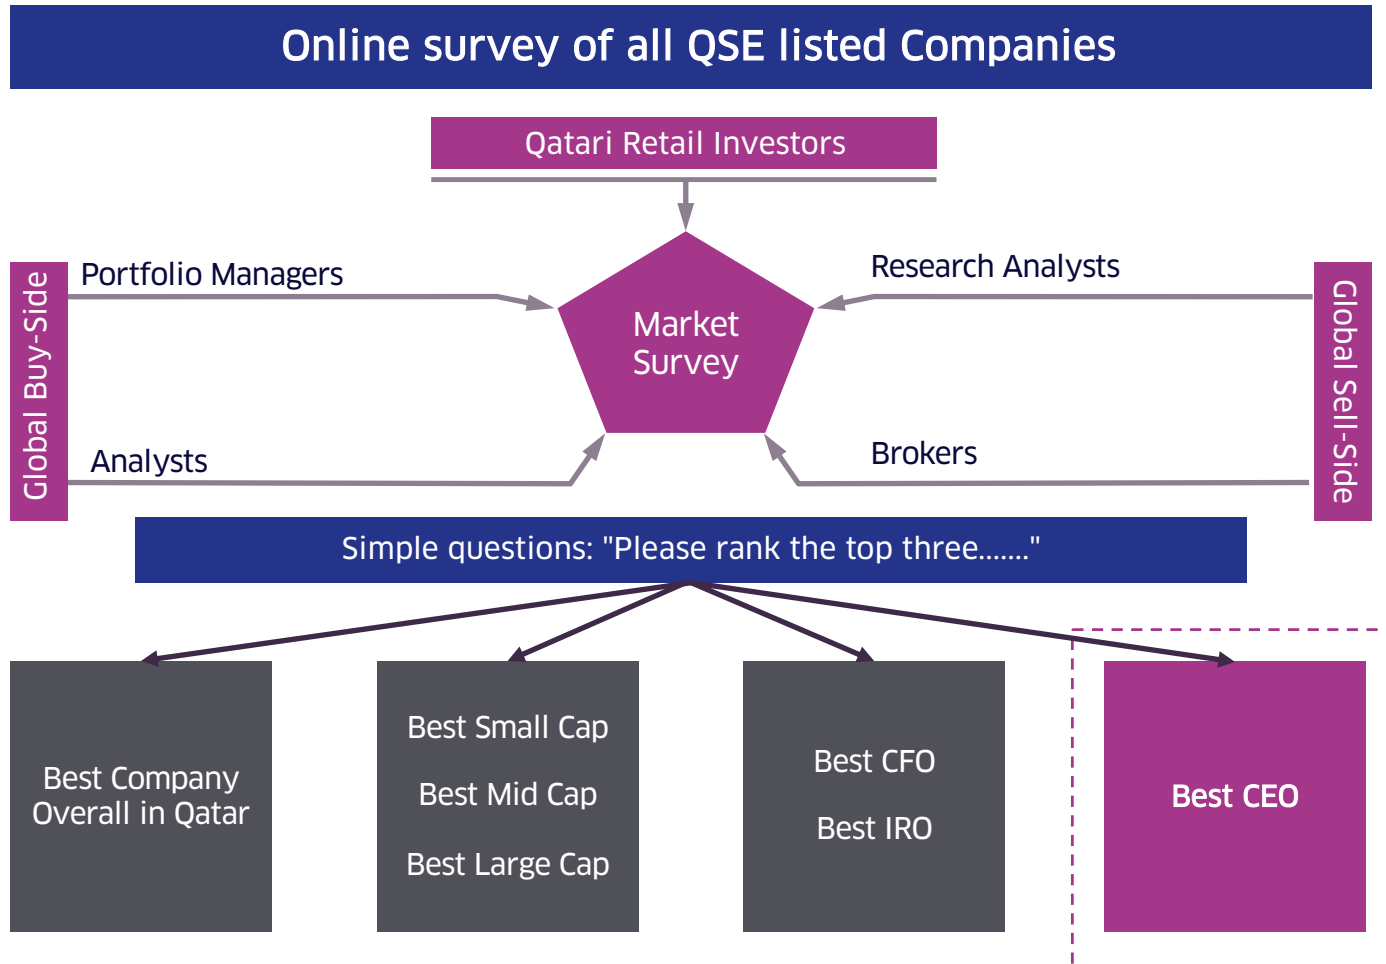 Online survey of all QSE listed Companies
Qatari Retail Investors
Global Buy-Side
Portfolio Managers
Analysts
Market
Survey
Research Analysts
Brokers
Global Sell-Side
Simple questions: "Please rank the top three......."
Best Company
Overall in Qatar
Best Small Cap
Best Mid Cap
Best Large Cap
Best CFO
Best IRO
Best CEO